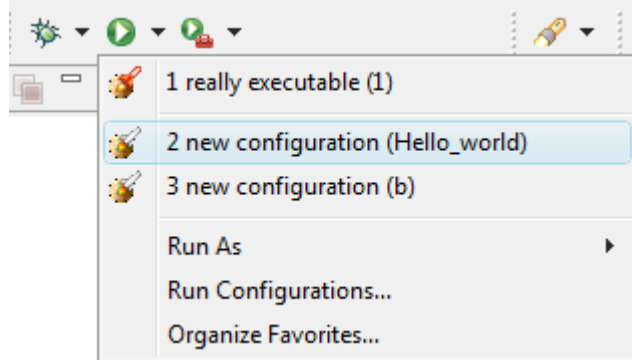 1 really executable (1)
2 new configuration (Hello_world)
3 new configuration (b)
Run As
Run Configurations...
Organize Favorites...